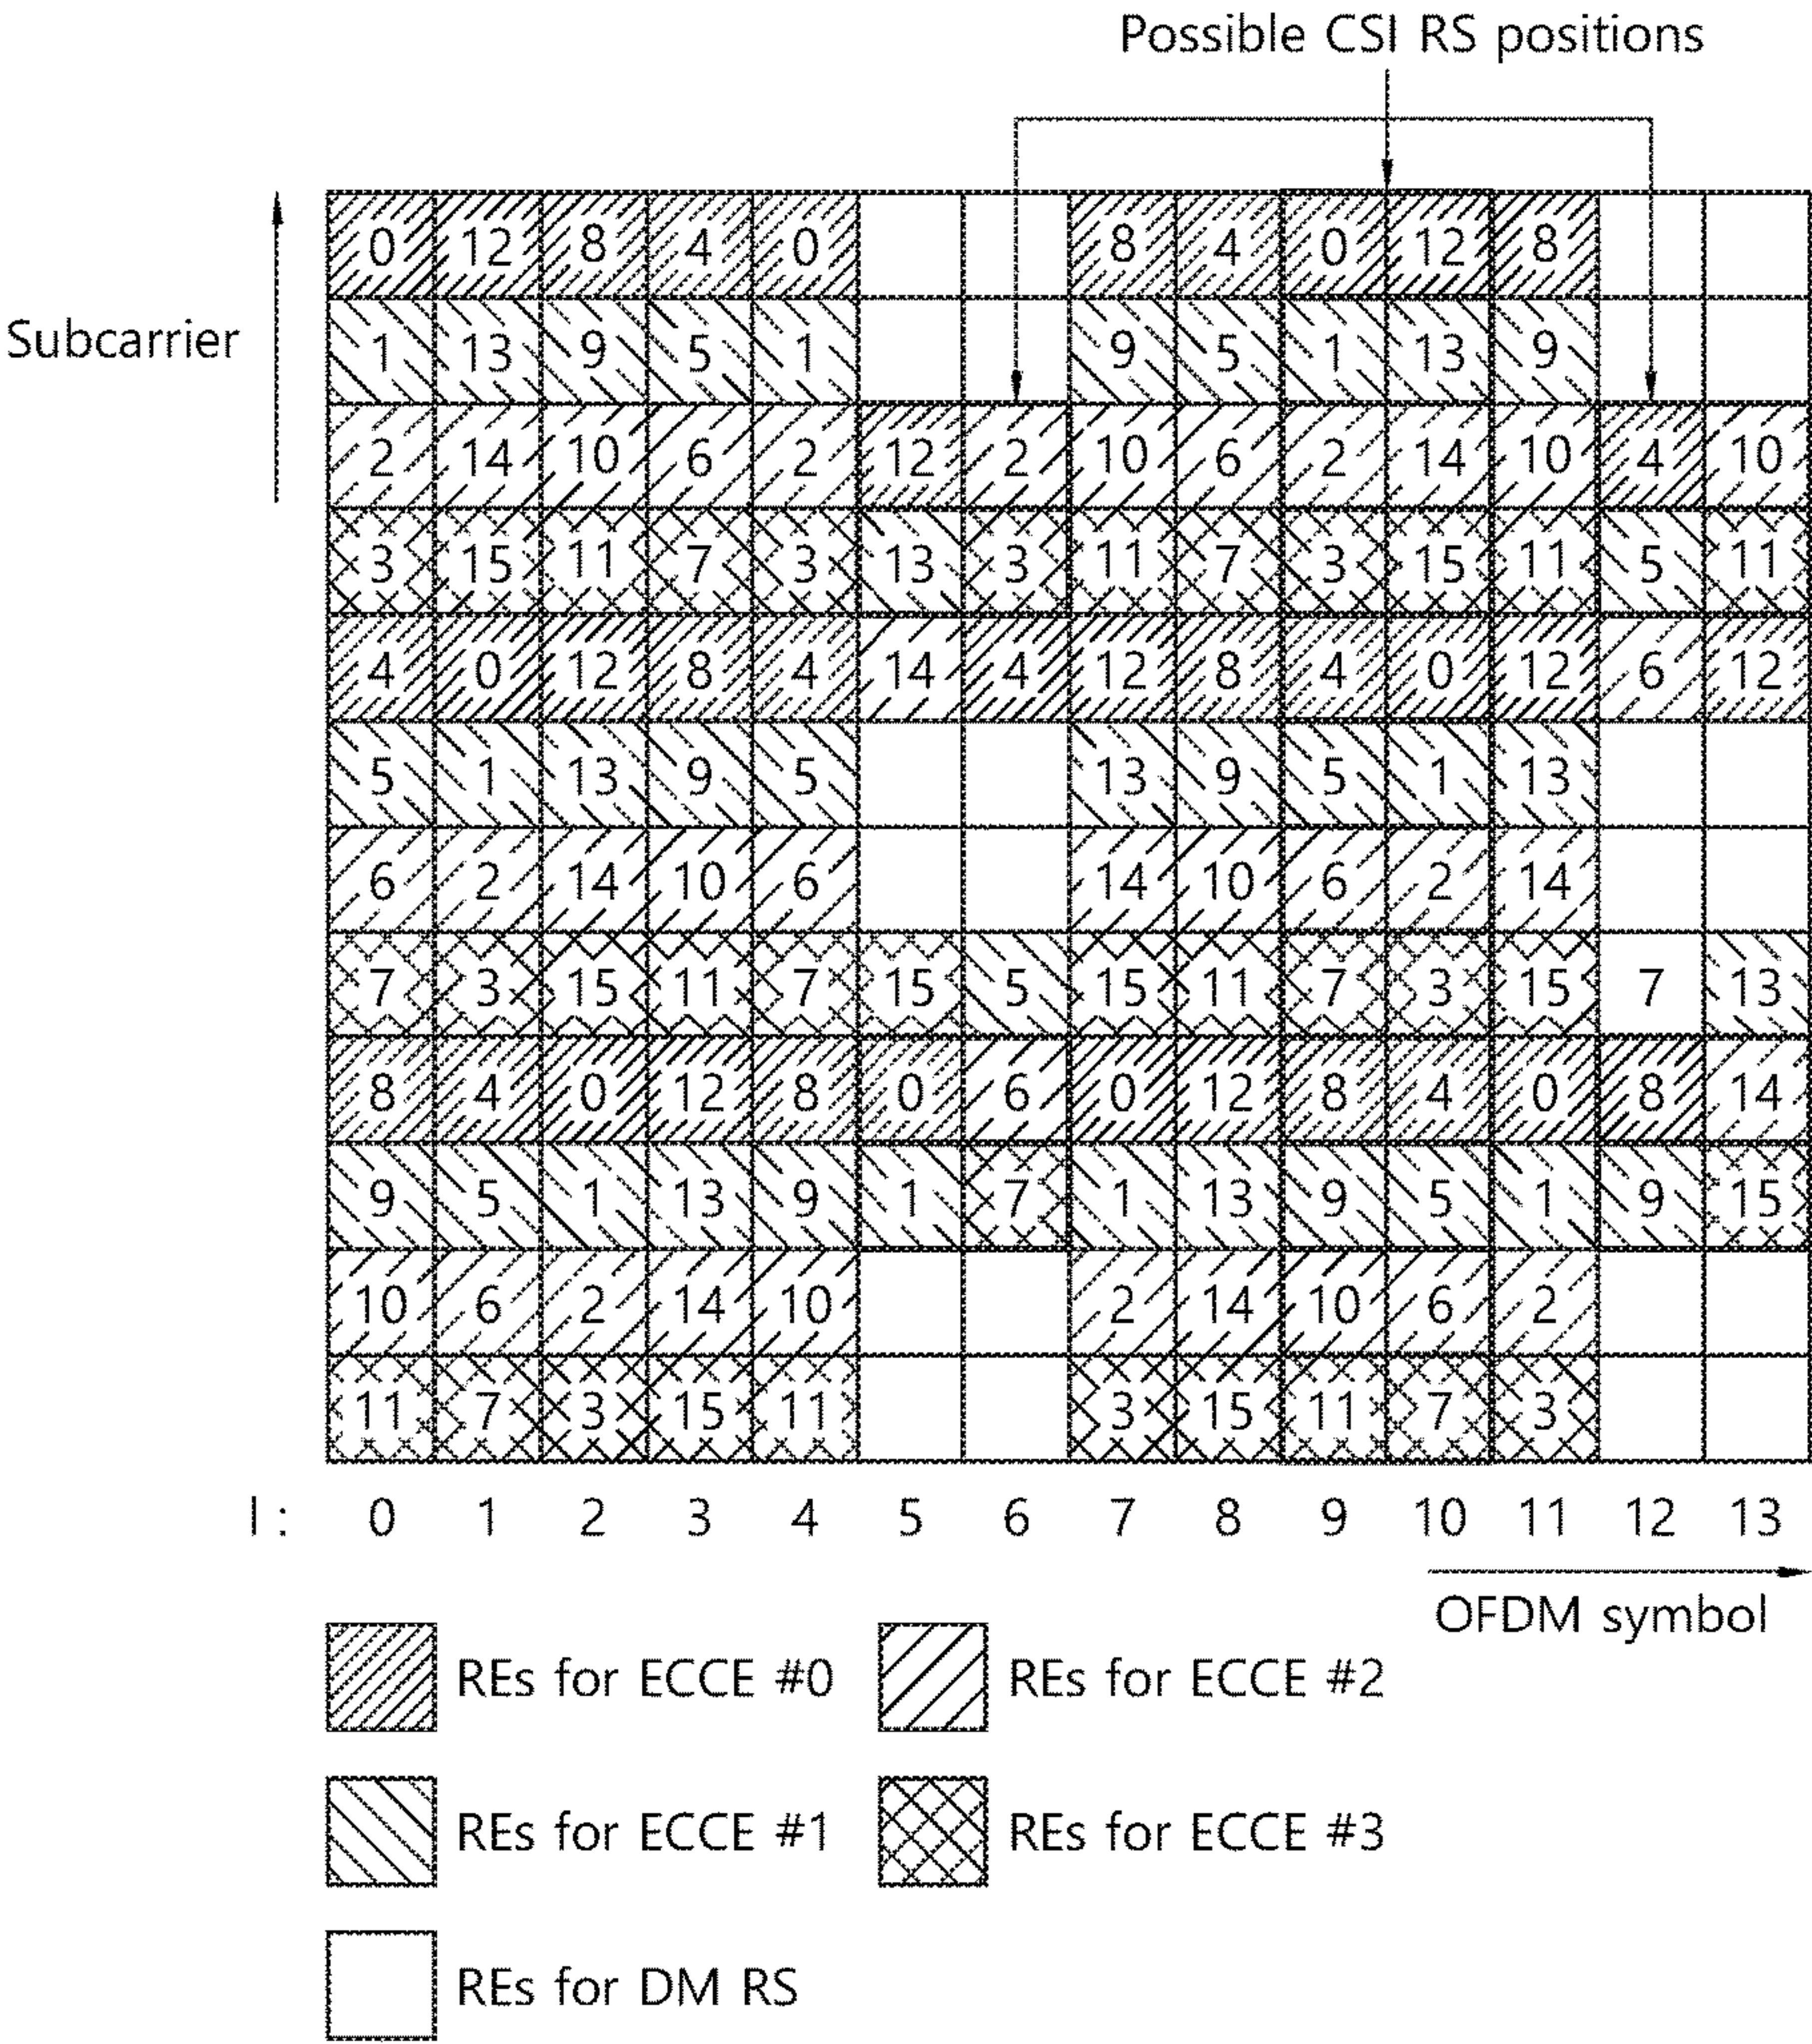 Possible CSI RS positions
Subcarrier
0 12 8 4 0 8 4 0 12 8
1 13 9 5 1 9 5 1 13 9
2 14 10 6 2 12 2 10 6 2 14 10 4 10
3 15 11 7 3 13 3 11 7 3 15 11 5 11
4 0 12 8 4 14 4 12 8 4 0 12 6 12
5 1 13 9 5 13 9 5 1 13
6 2 14 10 6 14 10 6 2 14
7 3 15 11 7 15 5 15 11 7 3 15 7 13
8 4 0 12 8 0 6 0 12 8 4 0 8 14
9 5 1 13 9 1 7 1 13 9 5 1 9 15
10 6 2 14 10 2 14 10 6 2
11 7 3 15 11 3 15 11 7 3
l : 0 1 2 3 4 5 6 7 8 9 10 11 12 13
OFDM symbol
REs for ECCE #0
REs for ECCE #2
REs for ECCE #1
REs for ECCE #3
REs for DM RS